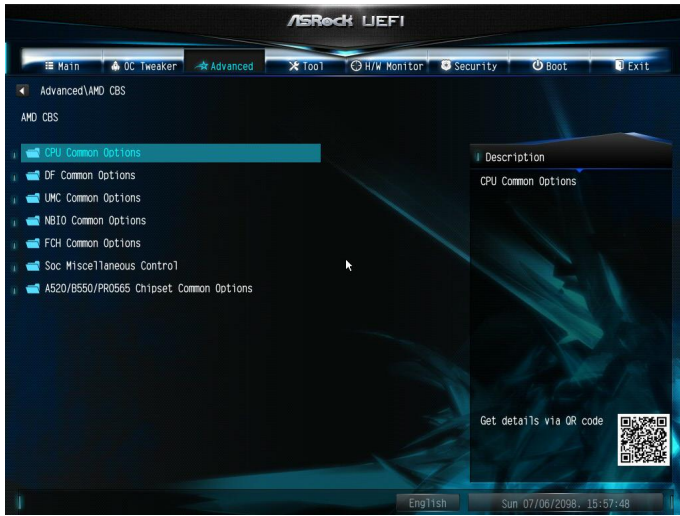 ASRock UEFI
Main OC Tweaker Advanced Tool H/W Monitor Security Boot Exit
Advanced\AMD CBS
AMD CBS
CPU Common Options
DF Common Options
UMC Common Options
NBIO Common Options
FCH Common Options
Soc Miscellaneous Control
A520/B550/PRO565 Chipset Common Options
Description
CPU Common Options
Get details via QR code
English
Sun 07/06/2098. 15:57:48